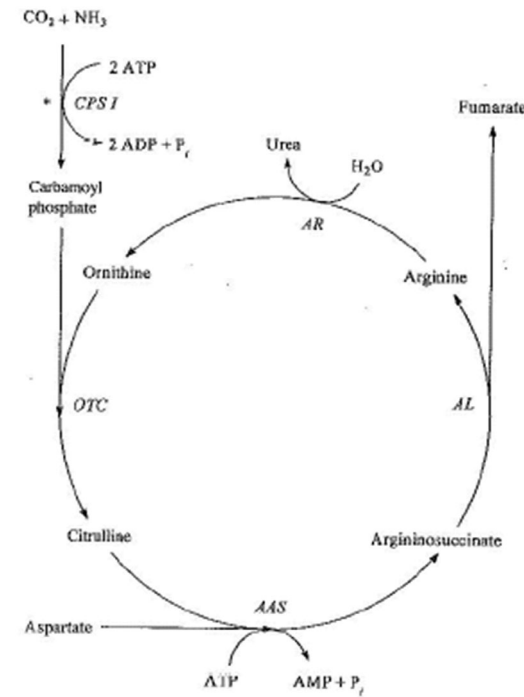 CO₂ + NH₃
2 ATP
* CPS I
Fumarate
2 ADP + Pᵢ
Urea
H₂O
Carbamoyl
phosphate
AR
Ornithine
Arginine
OTC
AL
Citrulline
Argininosuccinate
AAS
Aspartate
ATP
AMP + Pᵢ